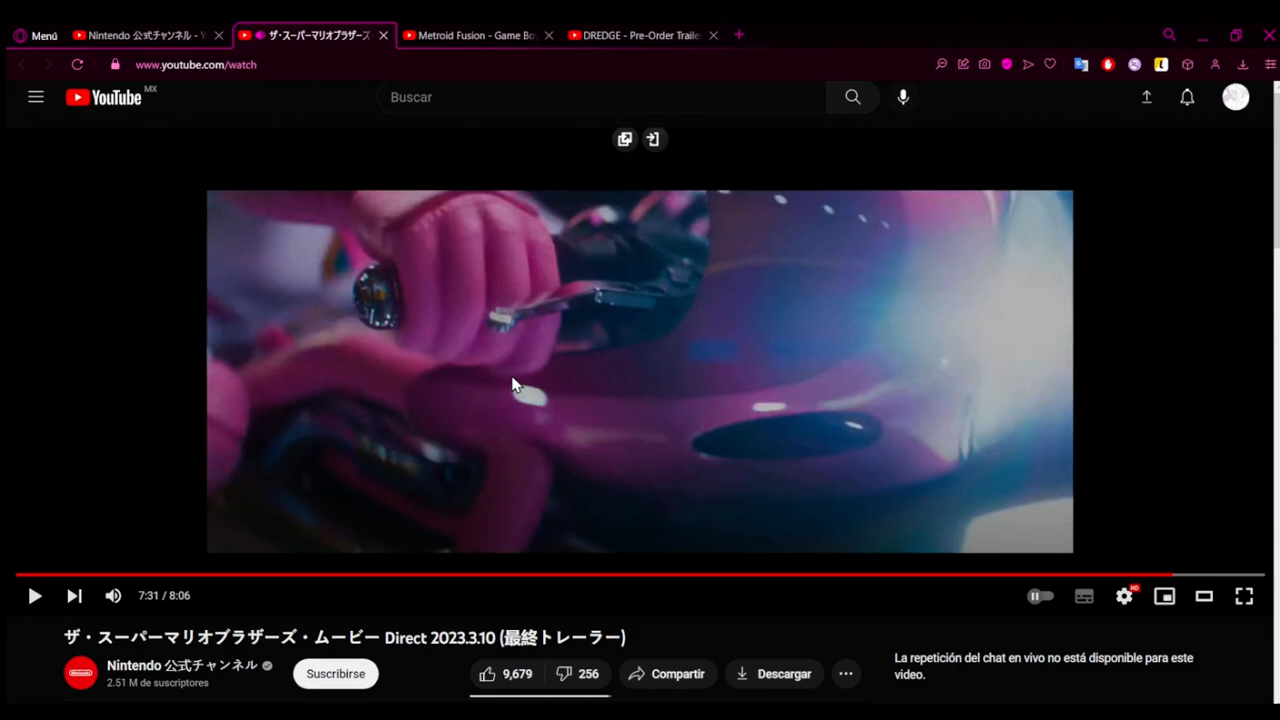 Menú
Nintendo 公式チャンネル - Y
ザ・スーパーマリオブラザーズ
Metroid Fusion - Game Bo
DREDGE - Pre-Order Traile
www.youtube.com/watch
YouTube MX
Buscar
7:31 / 8:06
HD
ザ・スーパーマリオブラザーズ・ムービー Direct 2023.3.10 (最終トレーラー)
Nintendo 公式チャンネル
2.51 M de suscriptores
Suscribirse
9,679
256
Compartir
Descargar
La repetición del chat en vivo no está disponible para este
video.